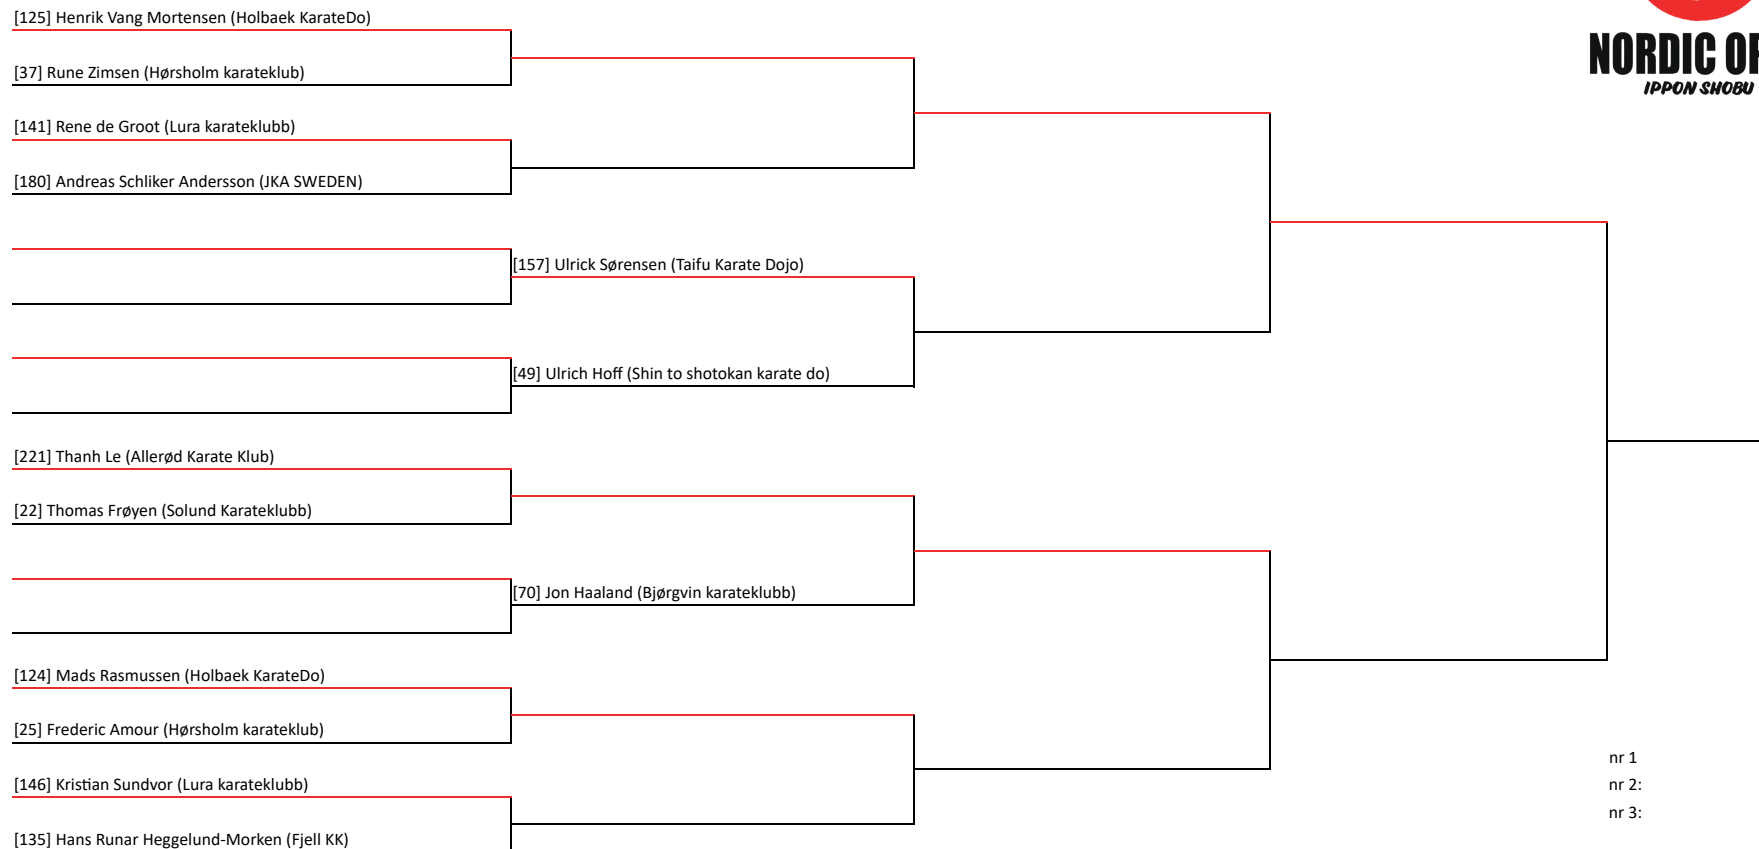 [125] Henrik Vang Mortensen (Holbaek KarateDo)
NORDIC OP
IPPON SHOBU
[37] Rune Zimsen (Hørsholm karateklub)
[141] Rene de Groot (Lura karateklubb)
[180] Andreas Schliker Andersson (JKA SWEDEN)
[157] Ulrick Sørensen (Taifu Karate Dojo)
[49] Ulrich Hoff (Shin to shotokan karate do)
[221] Thanh Le (Allerød Karate Klub)
[22] Thomas Frøyen (Solund Karateklubb)
[70] Jon Haaland (Bjørgvin karateklubb)
[124] Mads Rasmussen (Holbaek KarateDo)
[25] Frederic Amour (Hørsholm karateklub)
[146] Kristian Sundvor (Lura karateklubb)
[135] Hans Runar Heggelund-Morken (Fjell KK)
nr 1
nr 2:
nr 3: